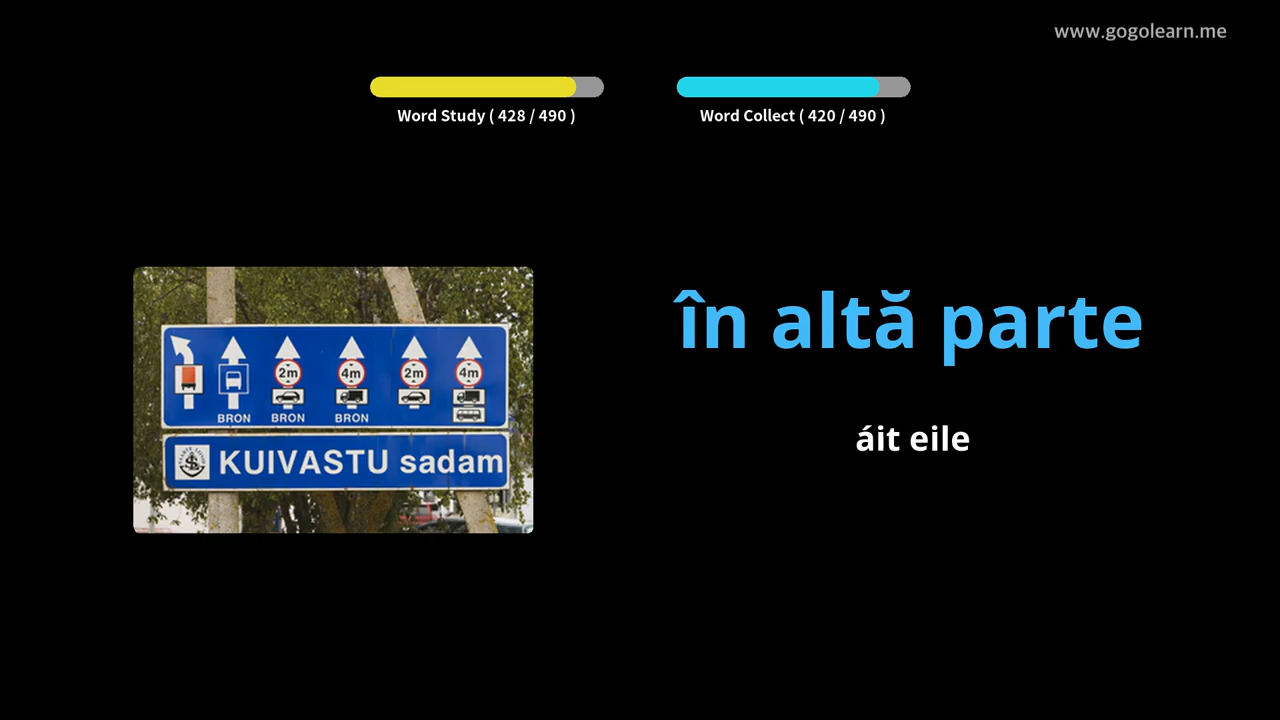 www.gogolearn.me
Word Study ( 428 / 490 )
Word Collect ( 420 / 490 )
în altă parte
áit eile
2m 4m 2m 4m
BRON BRON BRON
KUIVASTU sadam